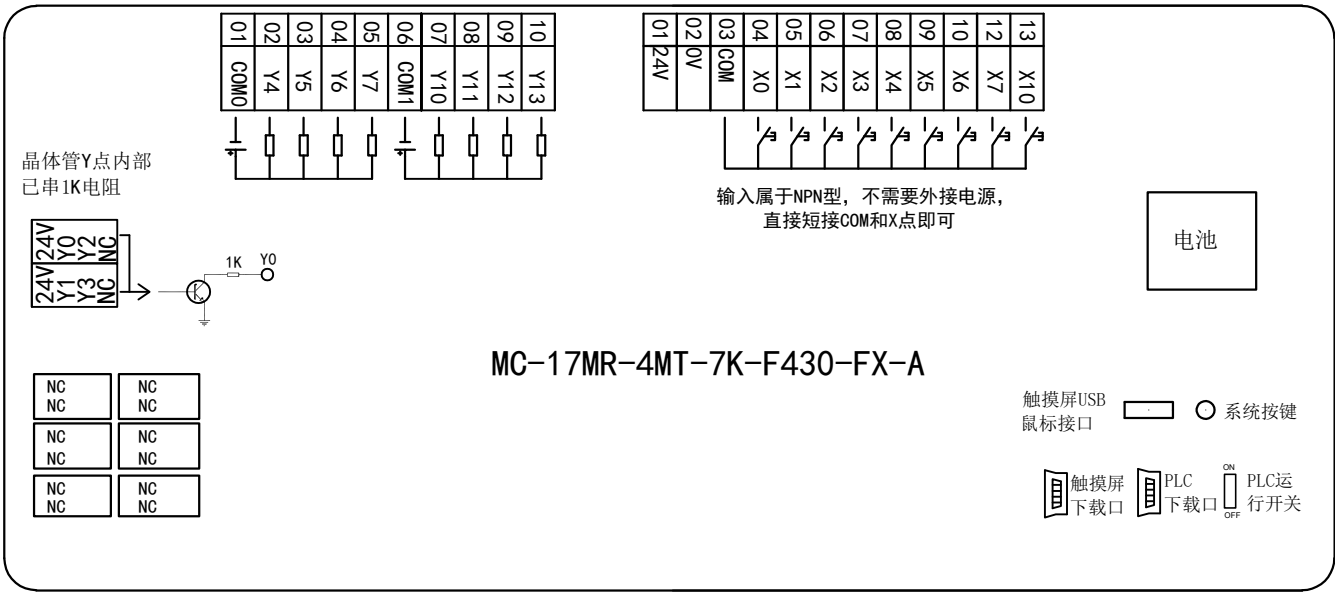 01 02 03 04 05 06 07 08 09 10
COM0 Y4 Y5 Y6 Y7 COM1 Y10 Y11 Y12 Y13
01 02 03 04 05 06 07 08 09 10 12 13
24V 0V COM X0 X1 X2 X3 X4 X5 X6 X7 X10
晶体管Y点内部
已串1K电阻
输入属于NPN型，不需要外接电源，
直接短接COM和X点即可
24V Y0 Y2 NC
24V Y1 Y3 NC
1K Y0
电池
MC-17MR-4MT-7K-F430-FX-A
NC NC
NC NC
NC NC
NC NC
NC NC
NC NC
触摸屏USB
鼠标接口
系统按键
触摸屏
下载口
PLC
下载口
ON
OFF
PLC运
行开关